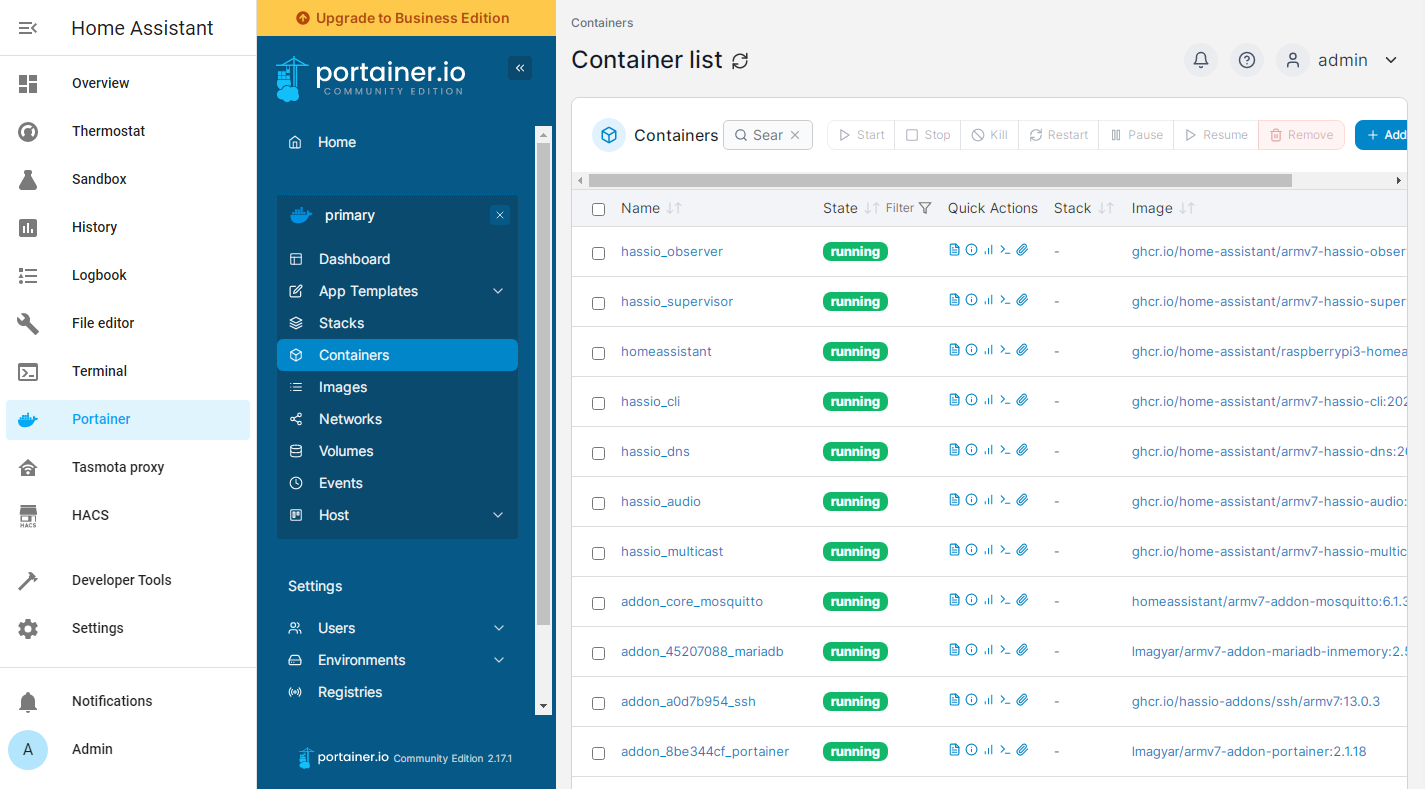 Home Assistant
Overview
Thermostat
Sandbox
History
Logbook
File editor
Terminal
Portainer
Tasmota proxy
HACS
HACS
Developer Tools
Settings
Notifications
A
Admin
Upgrade to Business Edition
portainer.io
COMMUNITY EDITION
Home
primary
Dashboard
App Templates
Stacks
Containers
Images
Networks
Volumes
Events
Host
Settings
Users
Environments
Registries
portainer.io Community Edition 2.17.1
Containers
Container list
admin
Containers Sear Start Stop Kill Restart Pause Resume Remove Add
Name State Filter Quick Actions Stack Image
hassio_observer running - ghcr.io/home-assistant/armv7-hassio-obser
hassio_supervisor running - ghcr.io/home-assistant/armv7-hassio-super
homeassistant running - ghcr.io/home-assistant/raspberrypi3-homea
hassio_cli running - ghcr.io/home-assistant/armv7-hassio-cli:202
hassio_dns running - ghcr.io/home-assistant/armv7-hassio-dns:20
hassio_audio running - ghcr.io/home-assistant/armv7-hassio-audio:
hassio_multicast running - ghcr.io/home-assistant/armv7-hassio-multic
addon_core_mosquitto running - homeassistant/armv7-addon-mosquitto:6.1.3
addon_45207088_mariadb running - lmagyar/armv7-addon-mariadb-inmemory:2.5
addon_a0d7b954_ssh running - ghcr.io/hassio-addons/ssh/armv7:13.0.3
addon_8be344cf_portainer running - lmagyar/armv7-addon-portainer:2.1.18